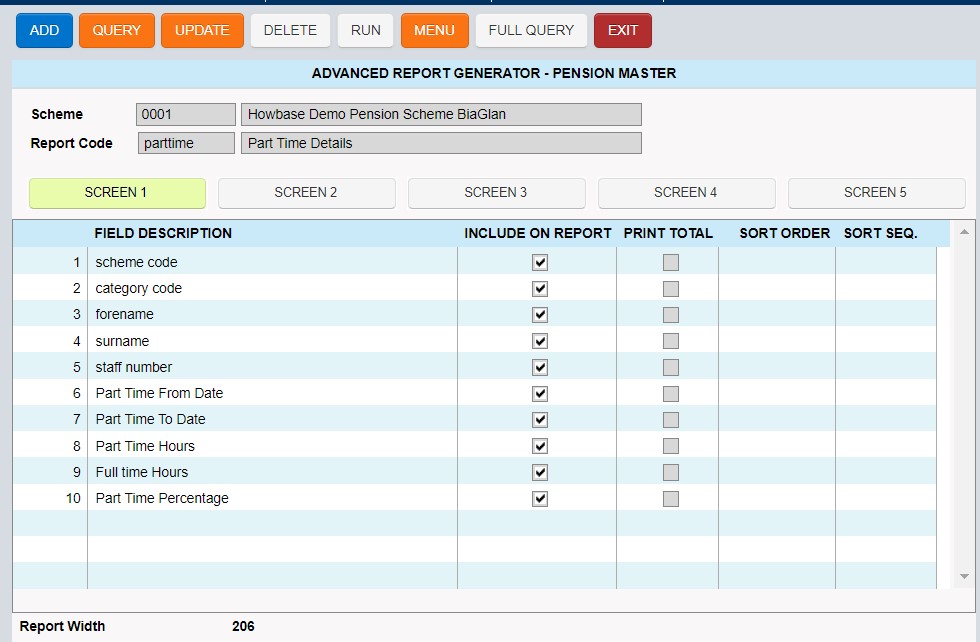 ADD QUERY UPDATE DELETE RUN MENU FULL QUERY EXIT
ADVANCED REPORT GENERATOR - PENSION MASTER
Scheme 0001 Howbase Demo Pension Scheme BiaGlan
Report Code parttime Part Time Details
SCREEN 1 SCREEN 2 SCREEN 3 SCREEN 4 SCREEN 5
FIELD DESCRIPTION INCLUDE ON REPORT PRINT TOTAL SORT ORDER SORT SEQ.
1 scheme code
2 category code
3 forename
4 surname
5 staff number
6 Part Time From Date
7 Part Time To Date
8 Part Time Hours
9 Full time Hours
10 Part Time Percentage
Report Width 206